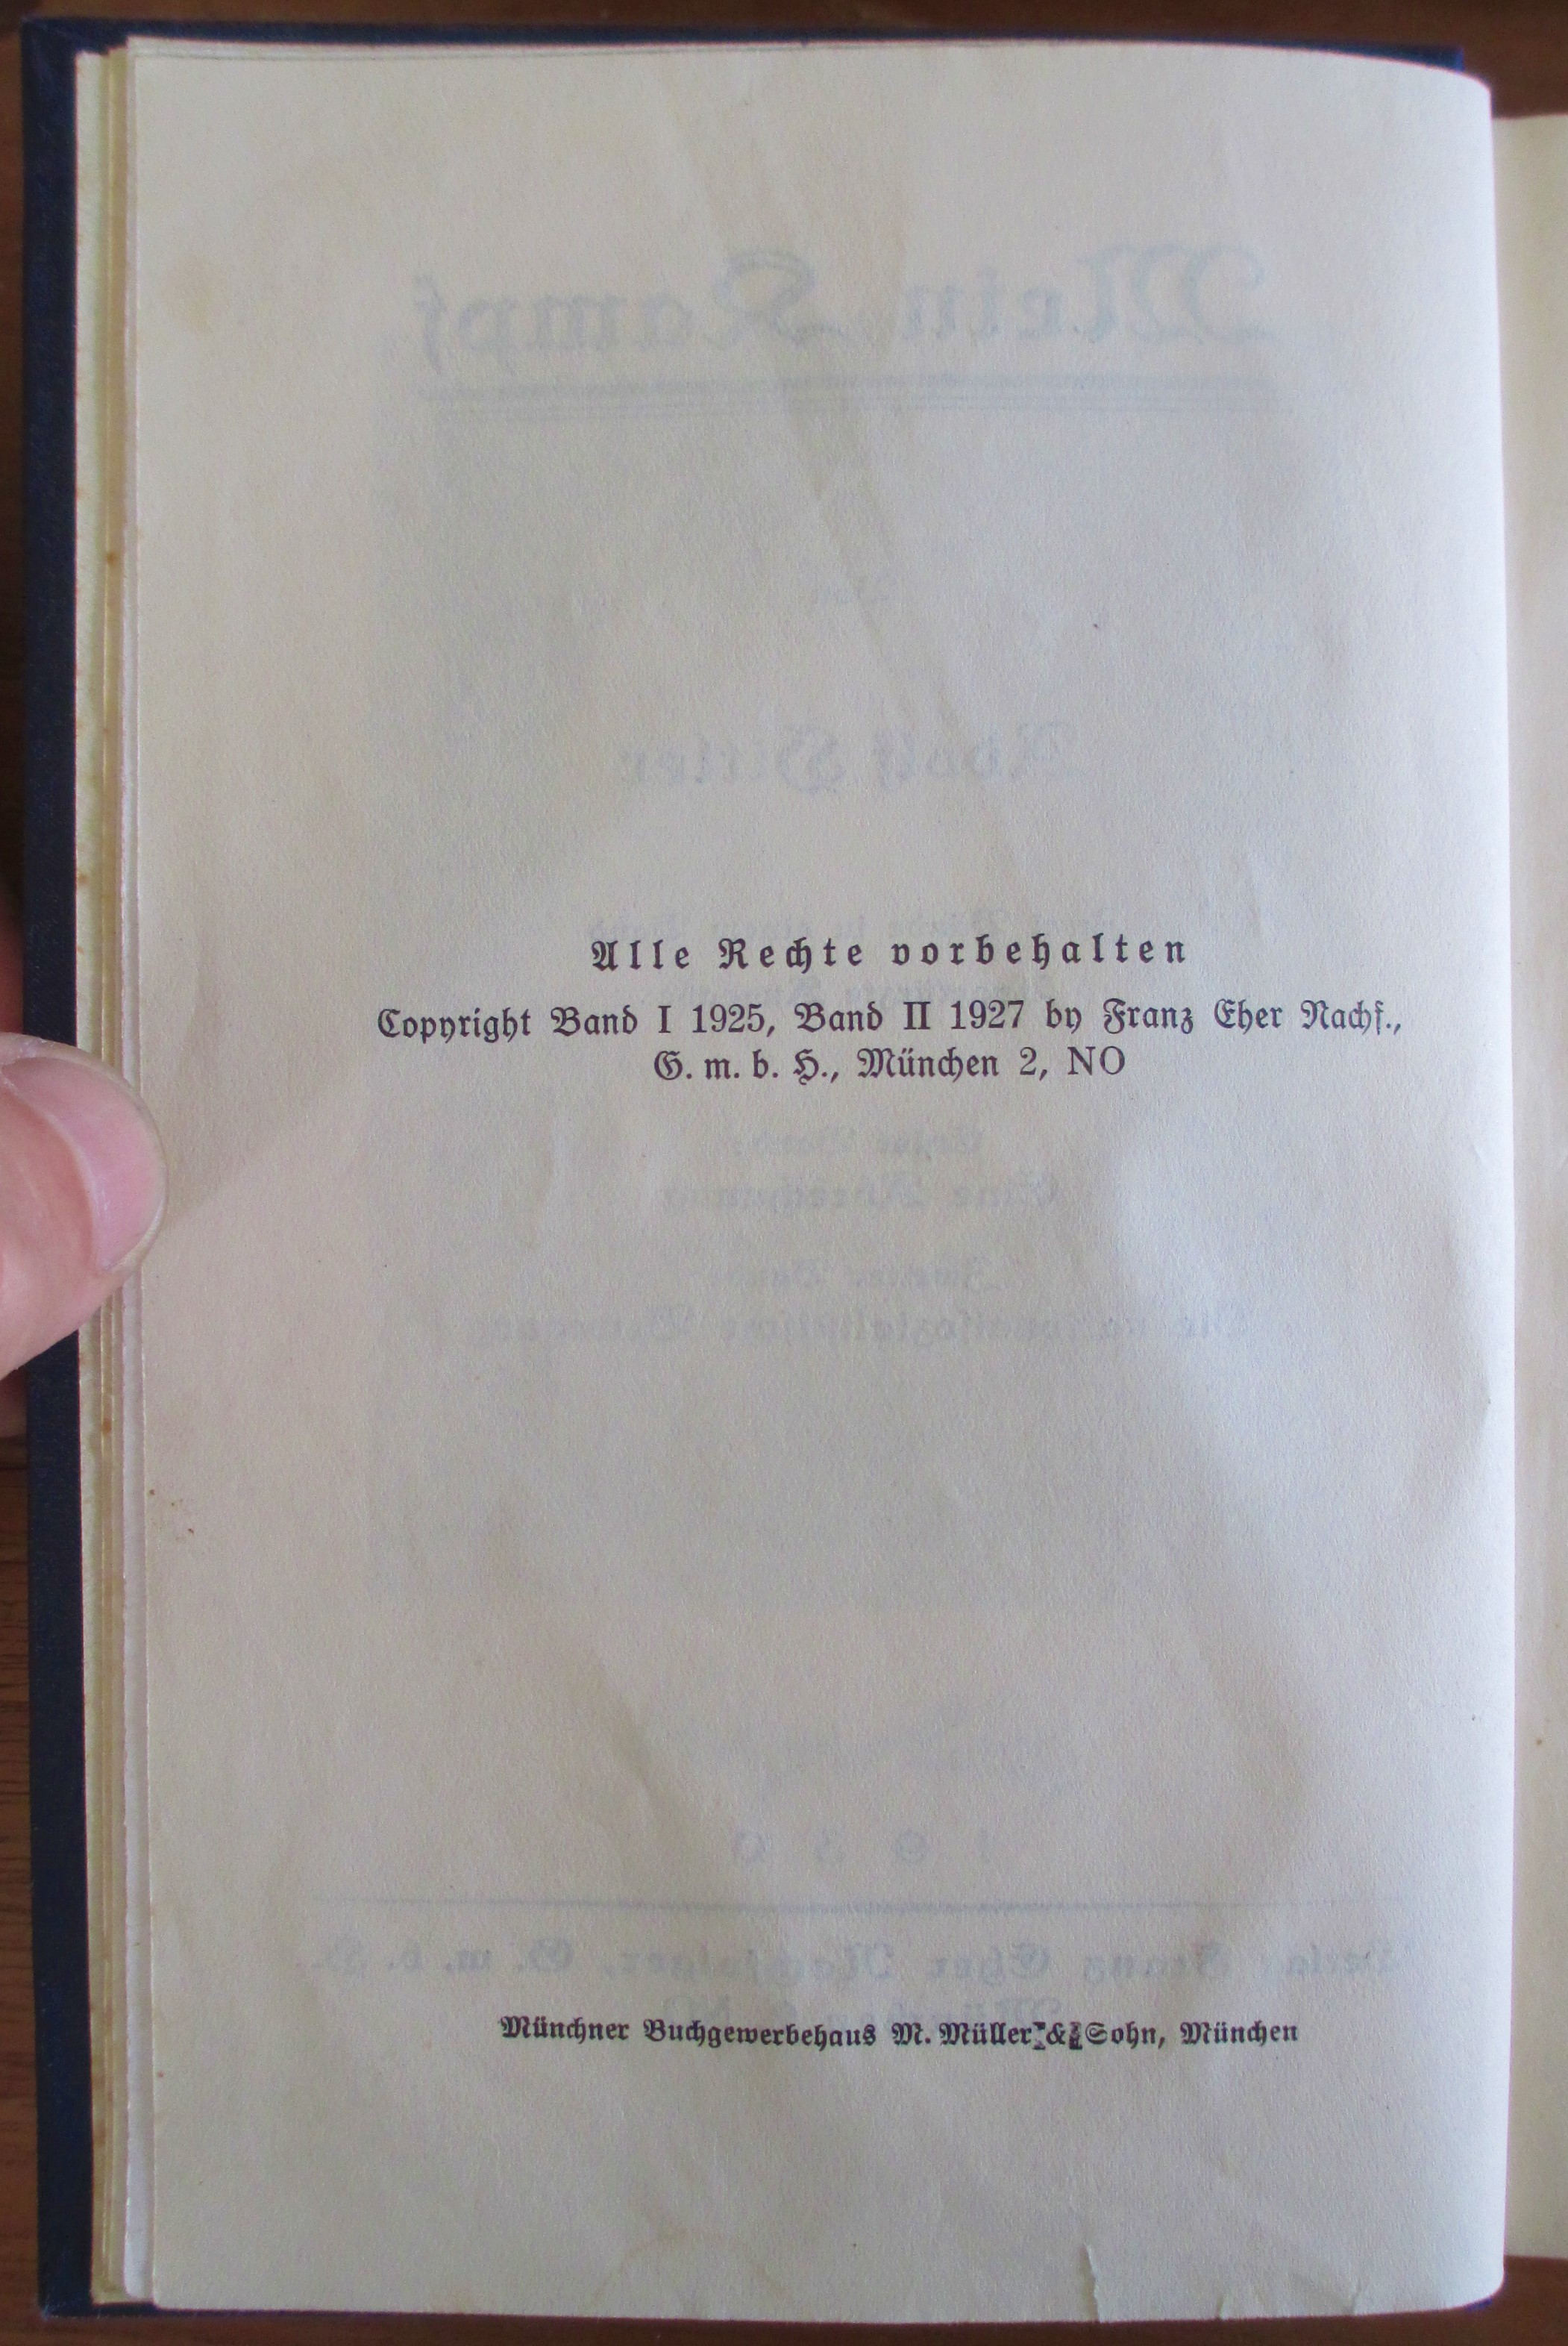 Alle Rechte vorbehalten
Copyright Band I 1925, Band II 1927 by Franz Eher Nachf.,
G. m. b. H., München 2, NO
Münchner Buchgewerbehaus M. Müller & Sohn, München